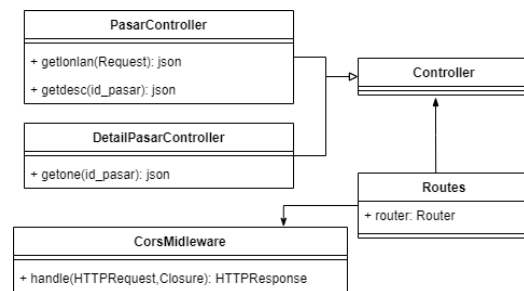 PasarController
+ getlonlan(Request): json
+ getdesc(id_pasar): json
Controller
DetailPasarController
+ getone(id_pasar): json
Routes
+ router: Router
CorsMidleware
+ handle(HTTPRequest,Closure): HTTPResponse